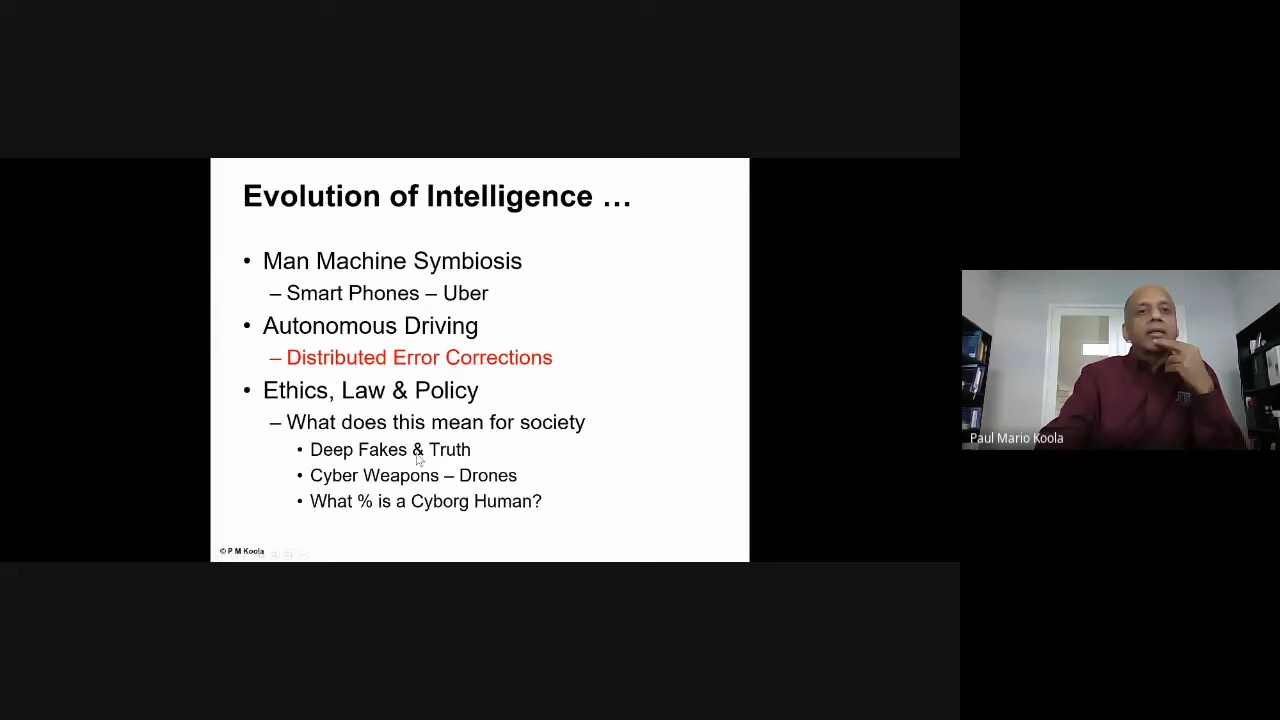 Evolution of Intelligence …
• Man Machine Symbiosis
– Smart Phones – Uber
• Autonomous Driving
– Distributed Error Corrections
• Ethics, Law & Policy
– What does this mean for society
• Deep Fakes & Truth
• Cyber Weapons – Drones
• What % is a Cyborg Human?
© P M Koola
Paul Mario Koola